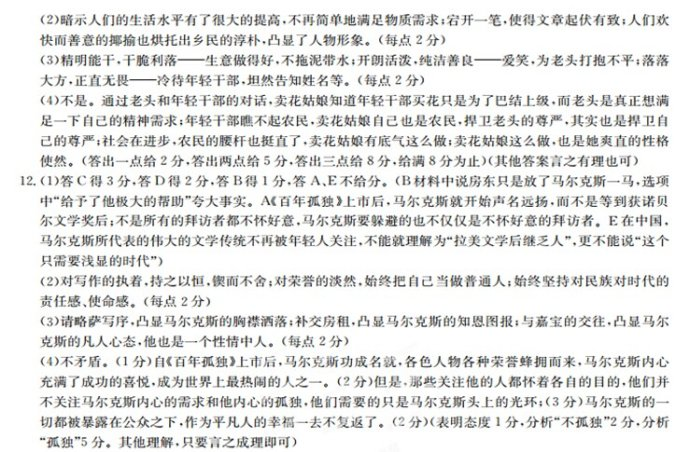 (2)暗示人们的生活水平有了很大的提高,不再简单地满足物质需求;宕开一笔,使得文章起伏有致;人们欢
快而善意的揶揄也烘托出乡民的淳朴,凸显了人物形象。(每点2分)
(3)精明能干,干脆利落——生意做得好,不拖泥带水;开朗活泼,纯洁善良——爱笑,为老头打抱不平;落落
大方,正直无畏——冷待年轻干部,坦然告知姓名等。(每点2分)
(4)不是。通过老头和年轻干部的对话,卖花姑娘知道年轻干部买花只是为了巴结上级,而老头是真正想满
足一下自己的精神需求;年轻干部瞧不起农民,卖花姑娘自己也是农民,捍卫老头的尊严,其实也是捍卫自
己的尊严;社会在进步,农民的腰杆也挺直了,卖花姑娘有底气这么做;卖花姑娘这么做,也是她爽直的性格
使然。(答出一点给2分,答出两点给5分,答出三点给8分,给满8分为止)(其他答案言之有理也可)
12.(1)答C得3分,答D得2分,答B得1分,答A、E不给分。(B材料中说房东只是放了马尔克斯一马,选项
中“给予了他极大的帮助”夸大事实。A《百年孤独》上市后,马尔克斯就开始声名远扬,而不是等到获诺贝
尔文学奖后;不是所有的拜访者都不怀好意,马尔克斯要躲避的也不仅仅是不怀好意的拜访者。E在中国,
马尔克斯所代表的伟大的文学传统不再被年轻人关注,不能就理解为“拉美文学后继乏人”,更不能说“这个
只需要浅显的时代”)
(2)对写作的执着,持之以恒,锲而不舍;对荣誉的淡然,始终把自己当做普通人;始终坚持对民族对时代的
责任感、使命感。(每点2分)
(3)请略萨写序,凸显马尔克斯的胸襟洒落;补交房租,凸显马尔克斯的知恩图报;与嘉宝的交往,凸显马尔
克斯的凡人心态,他也是一个性情中人。(每点2分)
(4)不矛盾。(1分)自《百年孤独》上市后,马尔克斯功成名就,各色人物各种荣誉蜂拥而来,马尔克斯内心
充满了成功的喜悦,成为世界上最热闹的人之一。(2分)但是,那些关注他的人都怀着各自的目的,他们并
不关注马尔克斯内心的需求和他内心的孤独,他们需要的只是马尔克斯头上的光环;(3分)马尔克斯的一
切都被暴露在公众之下,作为平凡人的幸福一去不复返了。(2分)(表明态度1分,分析“不孤独”2分,分析
“孤独”5分。其他理解,只要言之成理即可)